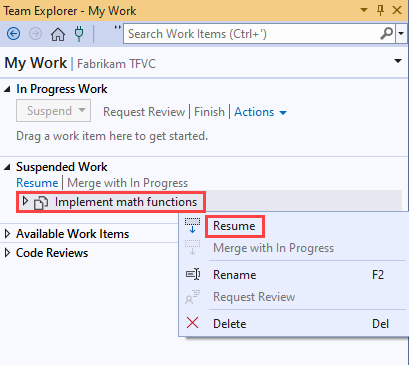 Team Explorer - My Work
Search Work Items (Ctrl+')
My Work | Fabrikam TFVC
In Progress Work
Suspend | Request Review | Finish | Actions
Drag a work item here to get started.
Suspended Work
Resume | Merge with In Progress
Implement math functions
Resume
Merge with In Progress
Available Work Items
Code Reviews
Rename F2
Request Review
Delete Del